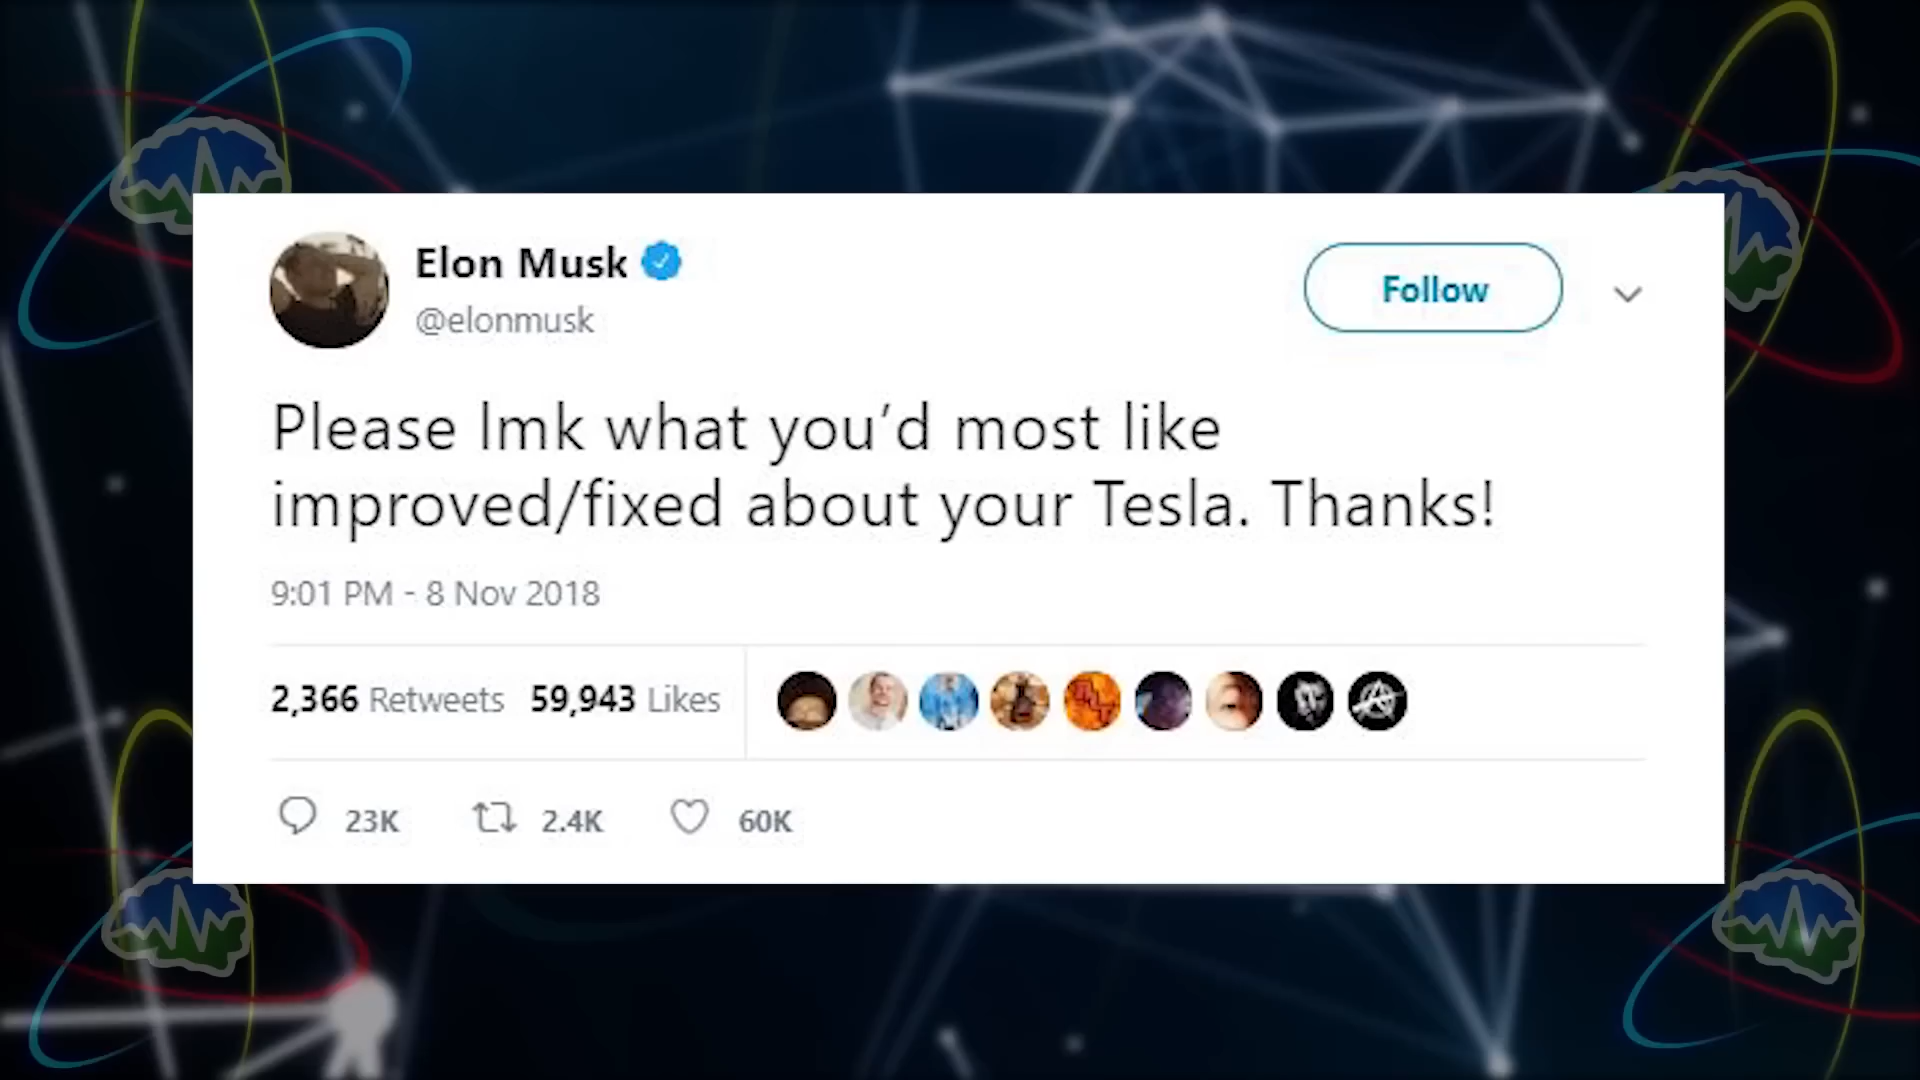 Elon Musk
@elonmusk
Follow
Please lmk what you’d most like
improved/fixed about your Tesla. Thanks!
9:01 PM - 8 Nov 2018
2,366 Retweets 59,943 Likes
23K 2.4K 60K